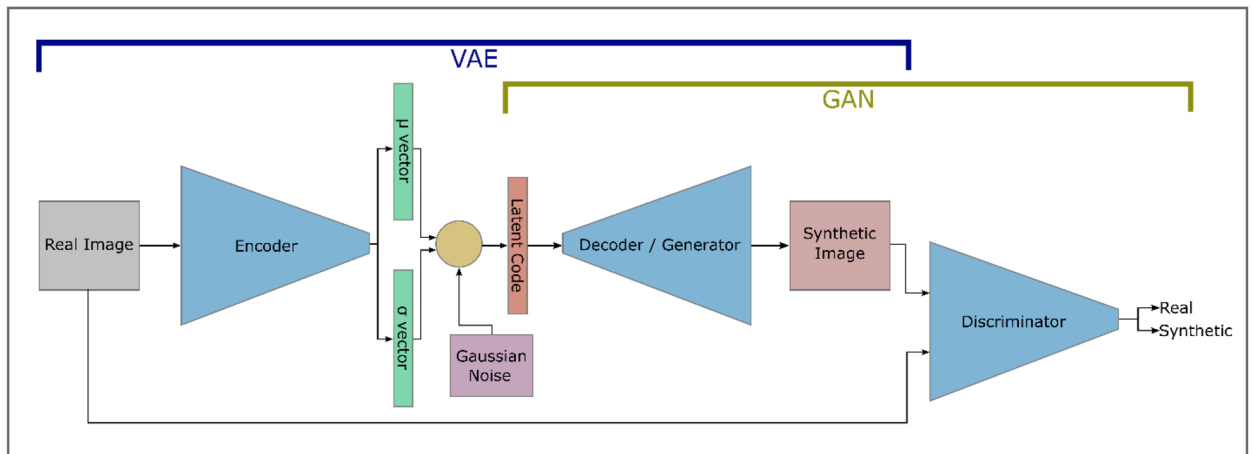 VAE
GAN
Real Image
Encoder
μ vector
σ vector
Gaussian
Noise
Latent Code
Decoder / Generator
Synthetic
Image
Discriminator
Real
Synthetic